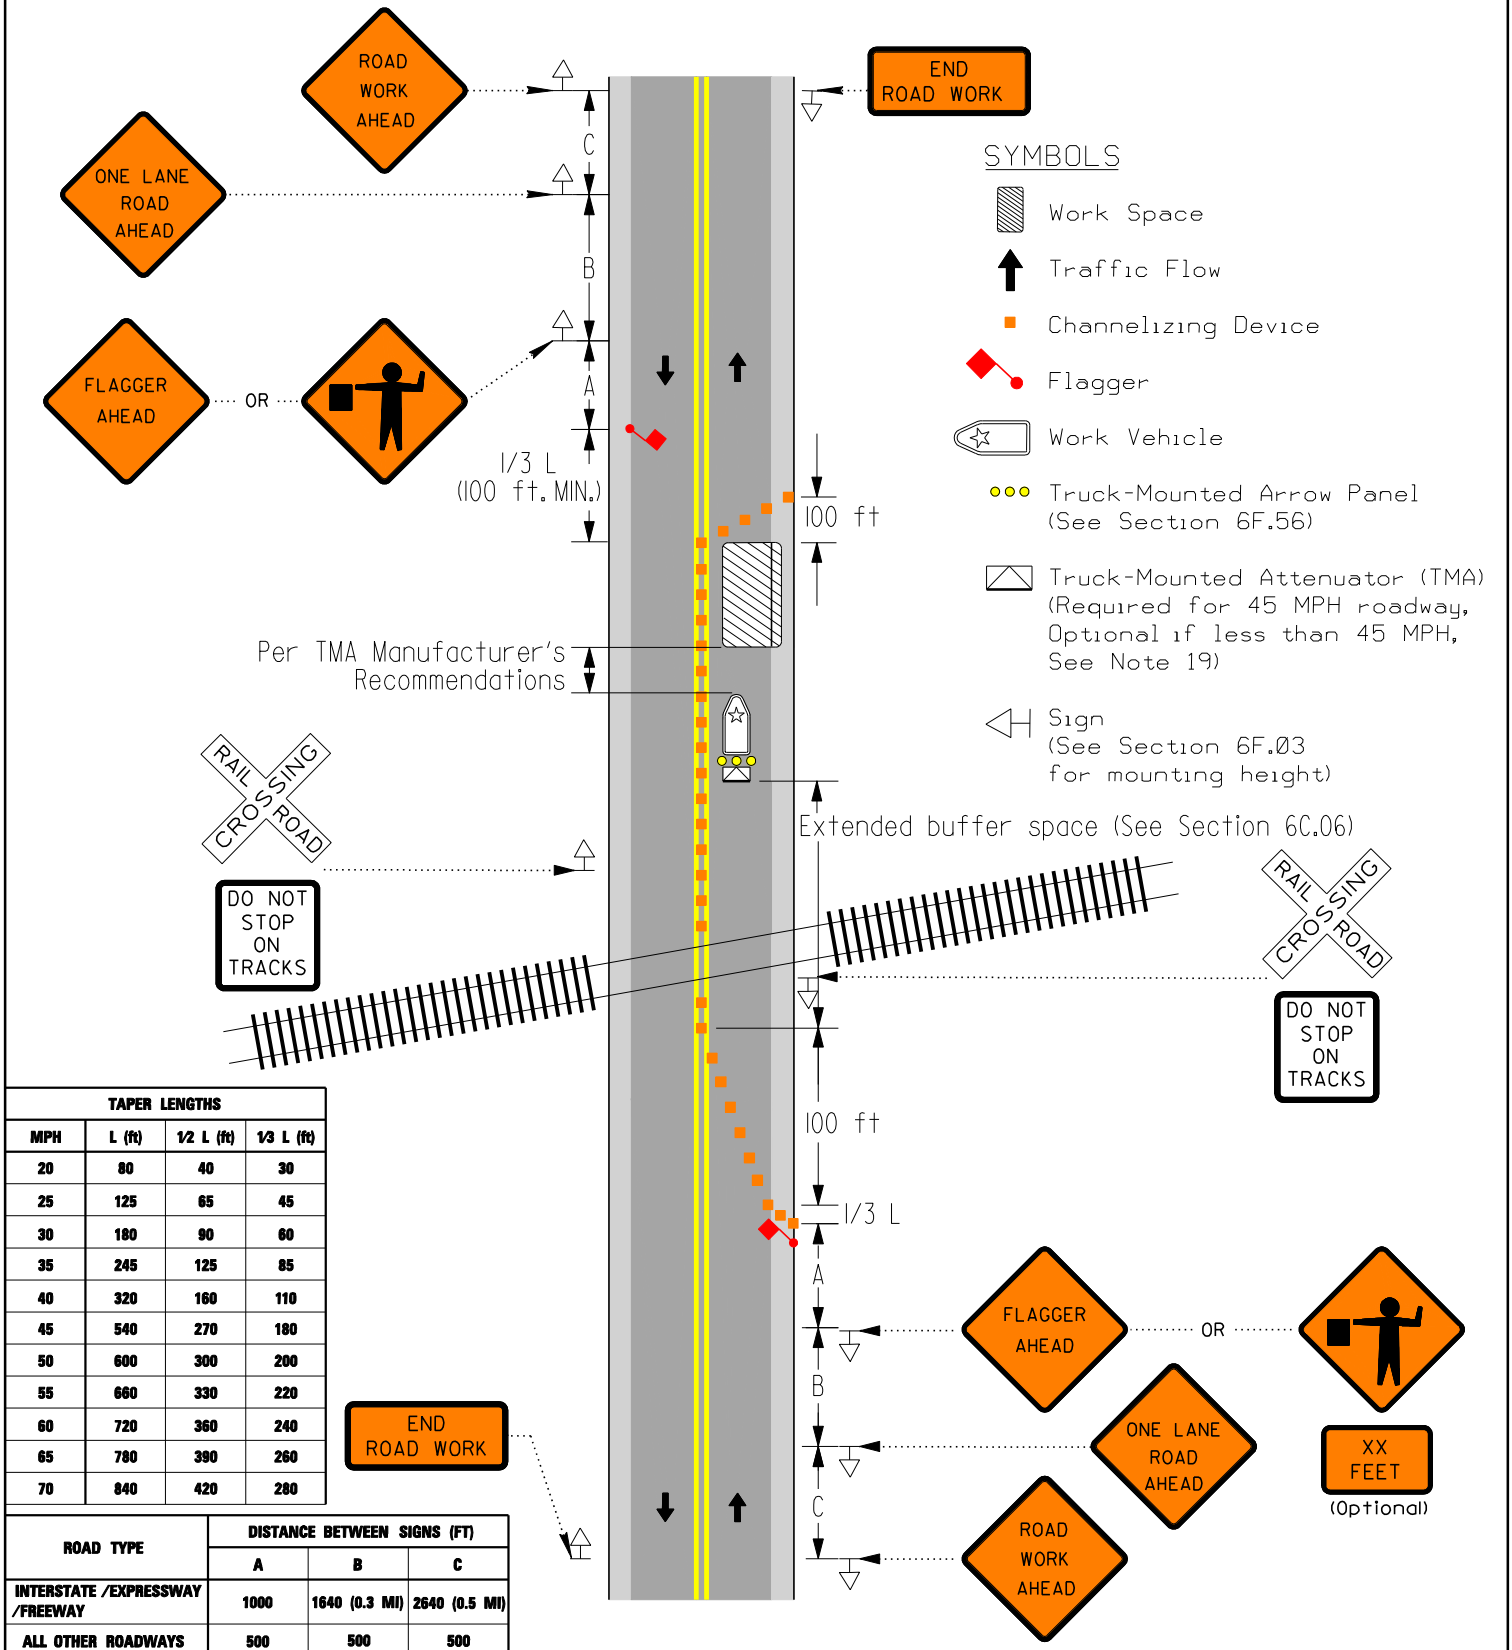 ROAD
WORK
AHEAD
END
ROAD WORK
ONE LANE
ROAD
AHEAD
C
SYMBOLS
Work Space
Traffic Flow
B
Channelizing Device
FLAGGER
AHEAD
OR
A
Flagger
Work Vehicle
1/3 L
(100 ft. MIN.)
100 ft
Truck-Mounted Arrow Panel
(See Section 6F.56)
Truck-Mounted Attenuator (TMA)
(Required for 45 MPH roadway,
Optional if less than 45 MPH,
See Note 19)
Per TMA Manufacturer's
Recommendations
Sign
(See Section 6F.03
for mounting height)
RAIL ROAD
CROSSING
DO NOT
STOP
ON
TRACKS
Extended buffer space (See Section 6C.06)
RAIL ROAD
CROSSING
DO NOT
STOP
ON
TRACKS
100 ft
1/3 L
A
FLAGGER
AHEAD
OR
B
ONE LANE
ROAD
AHEAD
XX
FEET
(Optional)
C
ROAD
WORK
AHEAD
END
ROAD WORK
TAPER LENGTHS
MPH L (ft) 1/2 L (ft) 1/3 L (ft)
20 80 40 30
25 125 65 45
30 180 90 60
35 245 125 85
40 320 160 110
45 540 270 180
50 600 300 200
55 660 330 220
60 720 360 240
65 780 390 260
70 840 420 280
ROAD TYPE DISTANCE BETWEEN SIGNS (FT)
A B C
INTERSTATE /EXPRESSWAY
/FREEWAY 1000 1640 (0.3 MI) 2640 (0.5 MI)
ALL OTHER ROADWAYS 500 500 500